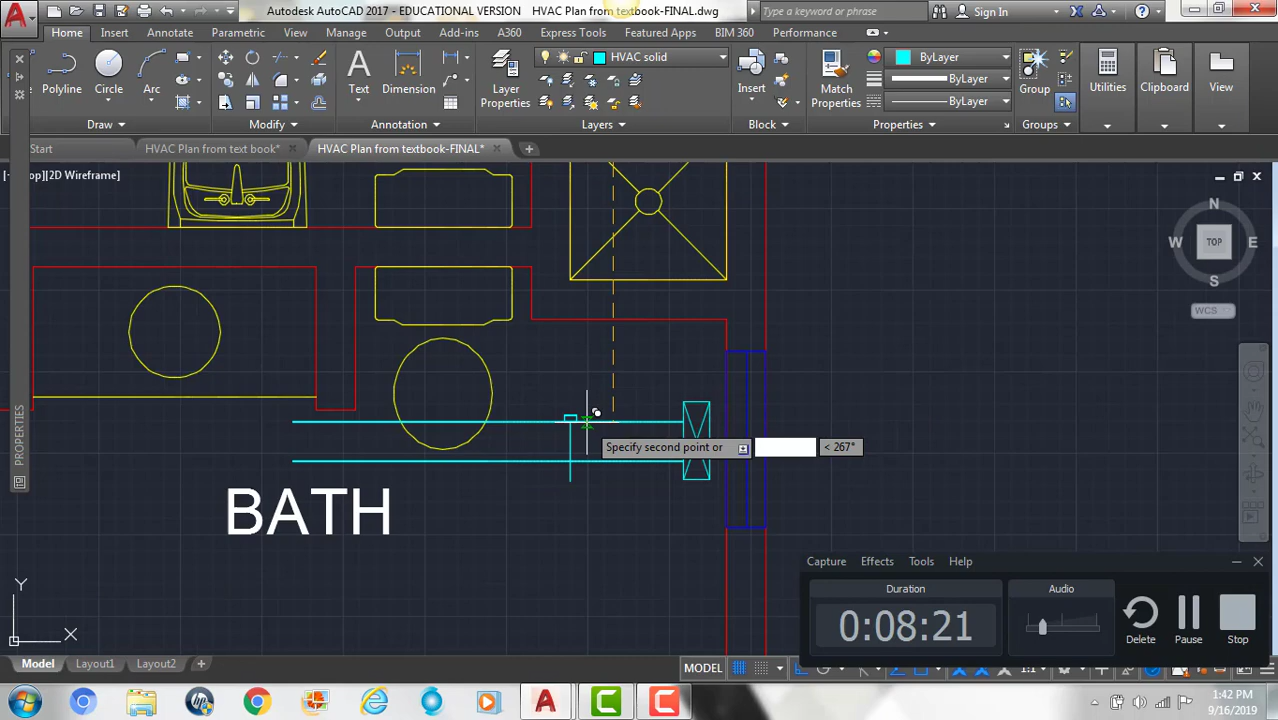 Autodesk AutoCAD 2017 - EDUCATIONAL VERSION HVAC Plan from textbook-FINAL.dwg
Type a keyword or phrase
Sign In
Home Insert Annotate Parametric View Manage Output Add-ins A360 Express Tools Featured Apps BIM 360 Performance
HVAC solid
ByLayer
Polyline Circle Arc Text Dimension Layer Properties Insert Match Properties ByLayer Group Utilities Clipboard View
ByLayer
Draw Modify Annotation Layers Block Properties Groups
Start HVAC Plan from text book* HVAC Plan from textbook-FINAL*
][2D Wireframe]
N
W TOP E
S
WCS
Specify second point or < 267°
PROPERTIES
BATH
Capture Effects Tools Help
Duration Audio
0:08:21
Delete Pause Stop
Y
X
Model Layout1 Layout2
MODEL
1:1
1:42 PM
9/16/2019